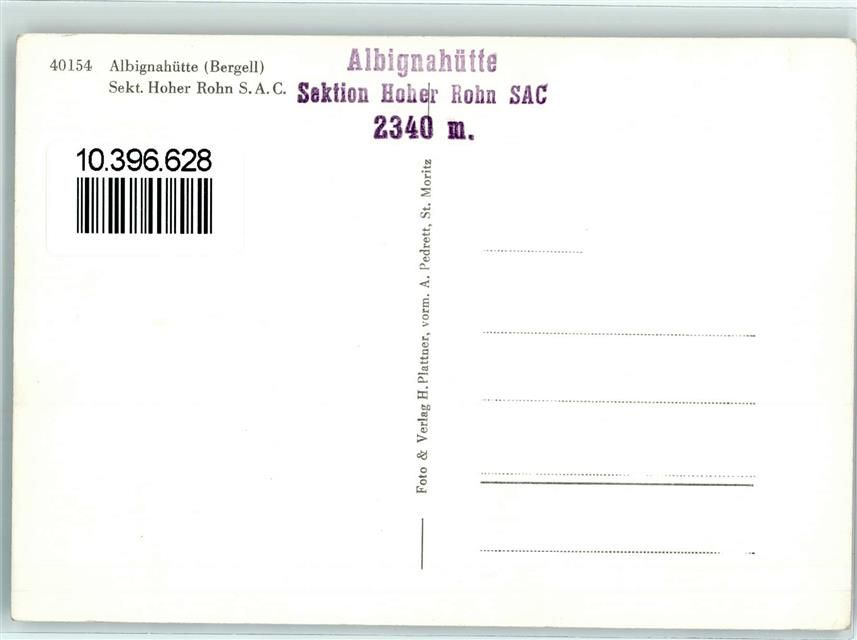 40154 Albignahütte (Bergell)
Sekt. Hoher Rohn S.A.C.
Albignahütte
Sektion Hoher Rohn SAC
2340 m.
10.396.628
Foto & Verlag H. Plattner, vorm. A. Pedrett, St. Moritz